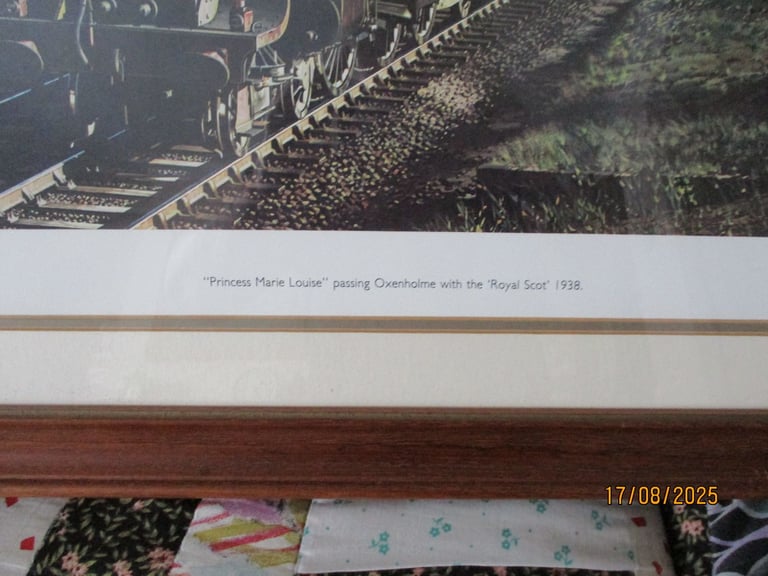 "Princess Marie Louise" passing Oxenholme with the 'Royal Scot' 1938.
17/08/2025